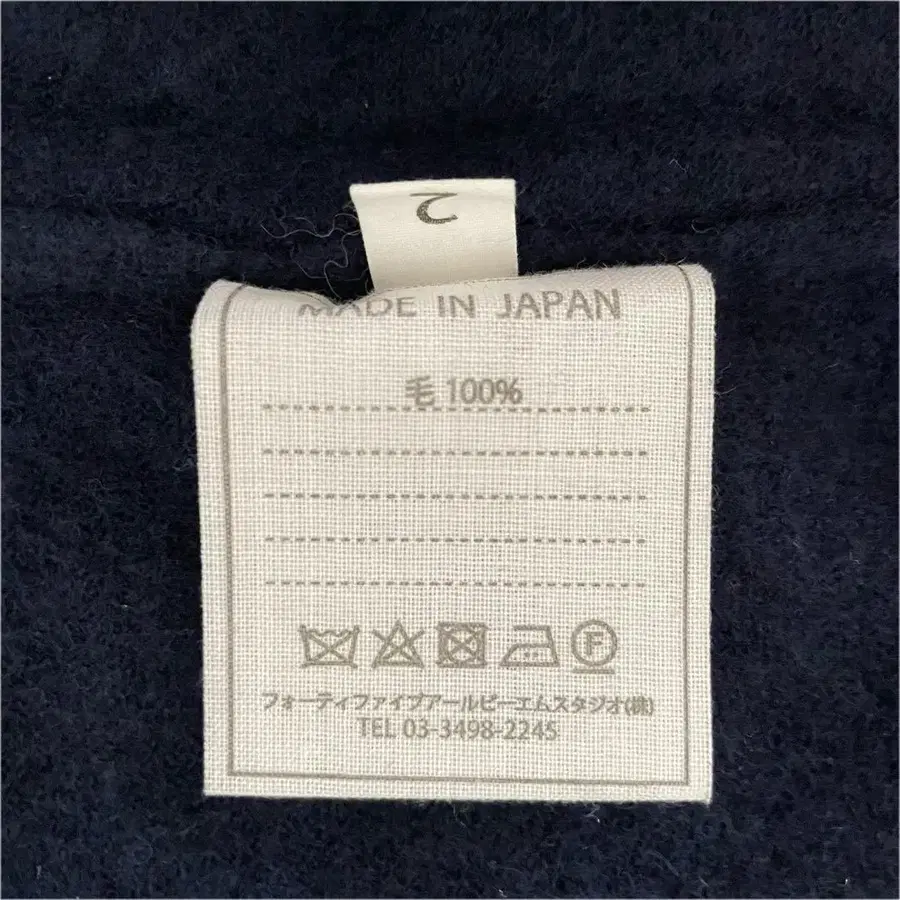 2
MADE IN JAPAN
毛 100%
F
フォーティファイブアールピーエムスタジオ(株)
TEL 03-3498-2245